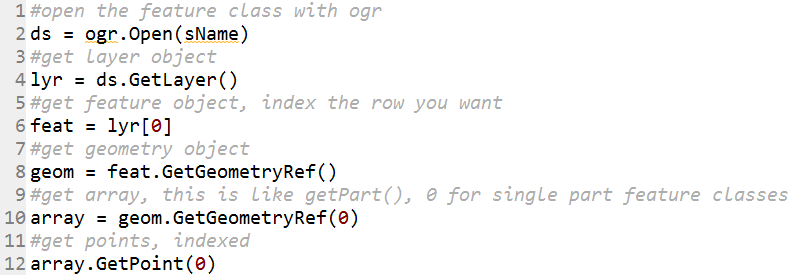 1 #open the feature class with ogr
2 ds = ogr.Open(sName)
3 #get layer object
4 lyr = ds.GetLayer()
5 #get feature object, index the row you want
6 feat = lyr[0]
7 #get geometry object
8 geom = feat.GetGeometryRef()
9 #get array, this is like getPart(), 0 for single part feature classes
10 array = geom.GetGeometryRef(0)
11 #get points, indexed
12 array.GetPoint(0)